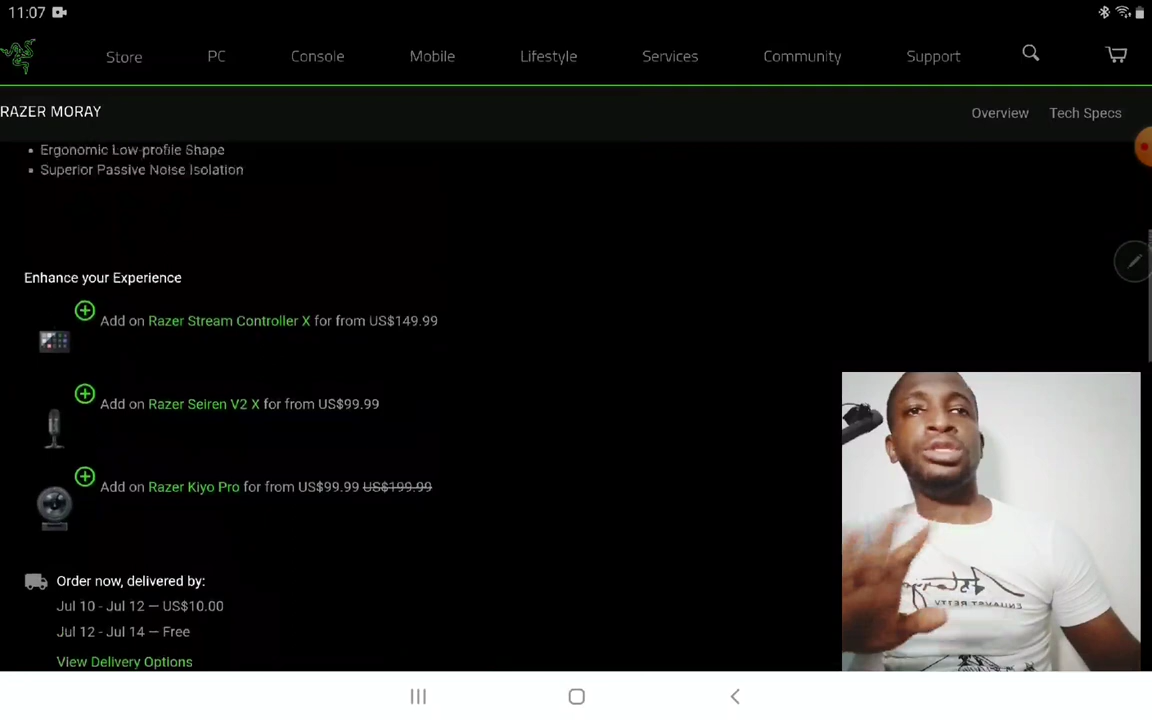 11:07
Store PC Console Mobile Lifestyle Services Community Support
RAZER MORAY
Overview Tech Specs
Ergonomic Low-profile Shape
Superior Passive Noise Isolation
Enhance your Experience
Add on Razer Stream Controller X for from US$149.99
Add on Razer Seiren V2 X for from US$99.99
Add on Razer Kiyo Pro for from US$99.99 US$199.99
Order now, delivered by:
Jul 10 - Jul 12 — US$10.00
Jul 12 - Jul 14 — Free
View Delivery Options